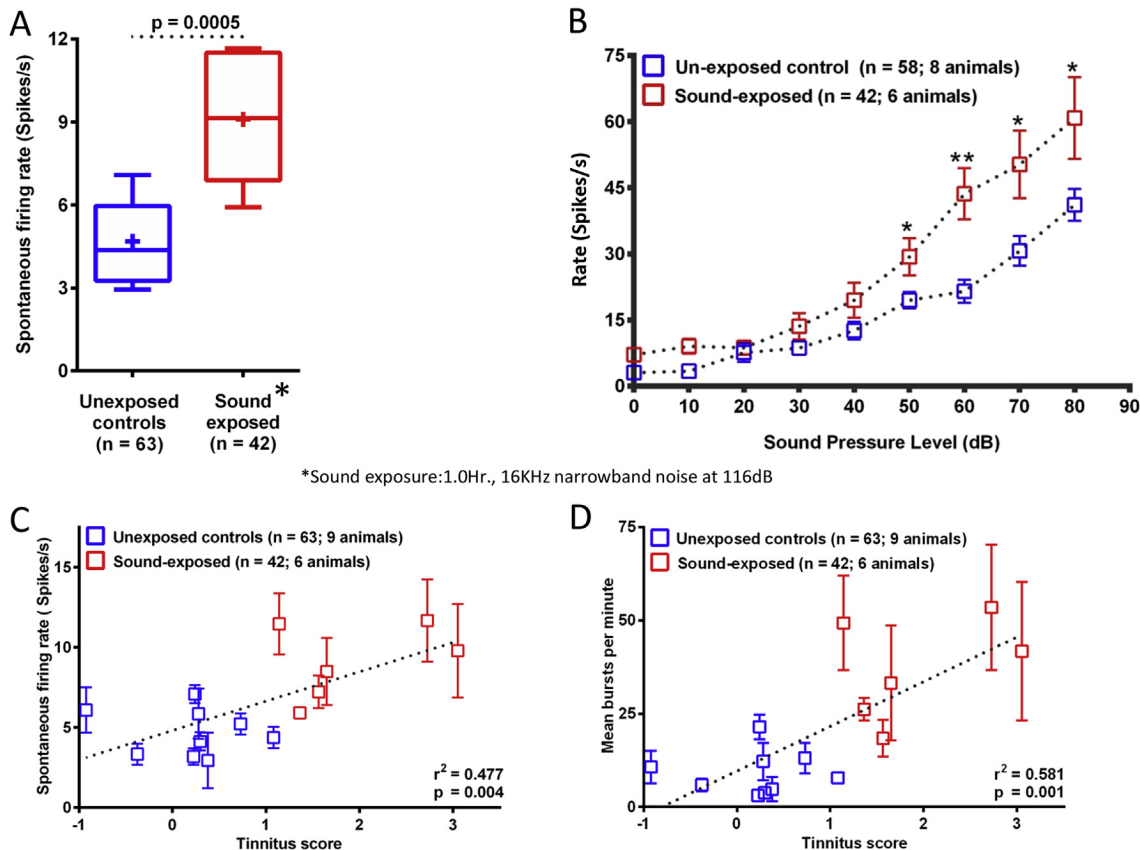 A
p = 0.0005
Spontaneous firing rate (Spikes/s)
12
9
6
3
0
Unexposed controls (n = 63)
Sound exposed (n = 42)
*
B
Un-exposed control (n = 58; 8 animals)
Sound-exposed (n = 42; 6 animals)
Rate (Spikes/s)
75
60
45
30
15
0
*
**
*
*
0 10 20 30 40 50 60 70 80 90
Sound Pressure Level (dB)
*Sound exposure:1.0Hr., 16KHz narrowband noise at 116dB
C
Unexposed controls (n = 63; 9 animals)
Sound-exposed (n = 42; 6 animals)
Spontaneous firing rate ( Spikes/s)
15
10
5
0
r² = 0.477
p = 0.004
-1 0 1 2 3
Tinnitus score
D
Unexposed controls (n = 63; 9 animals)
Sound-exposed (n = 42; 6 animals)
Mean bursts per minute
75
50
25
0
r² = 0.581
p = 0.001
-1 0 1 2 3
Tinnitus score